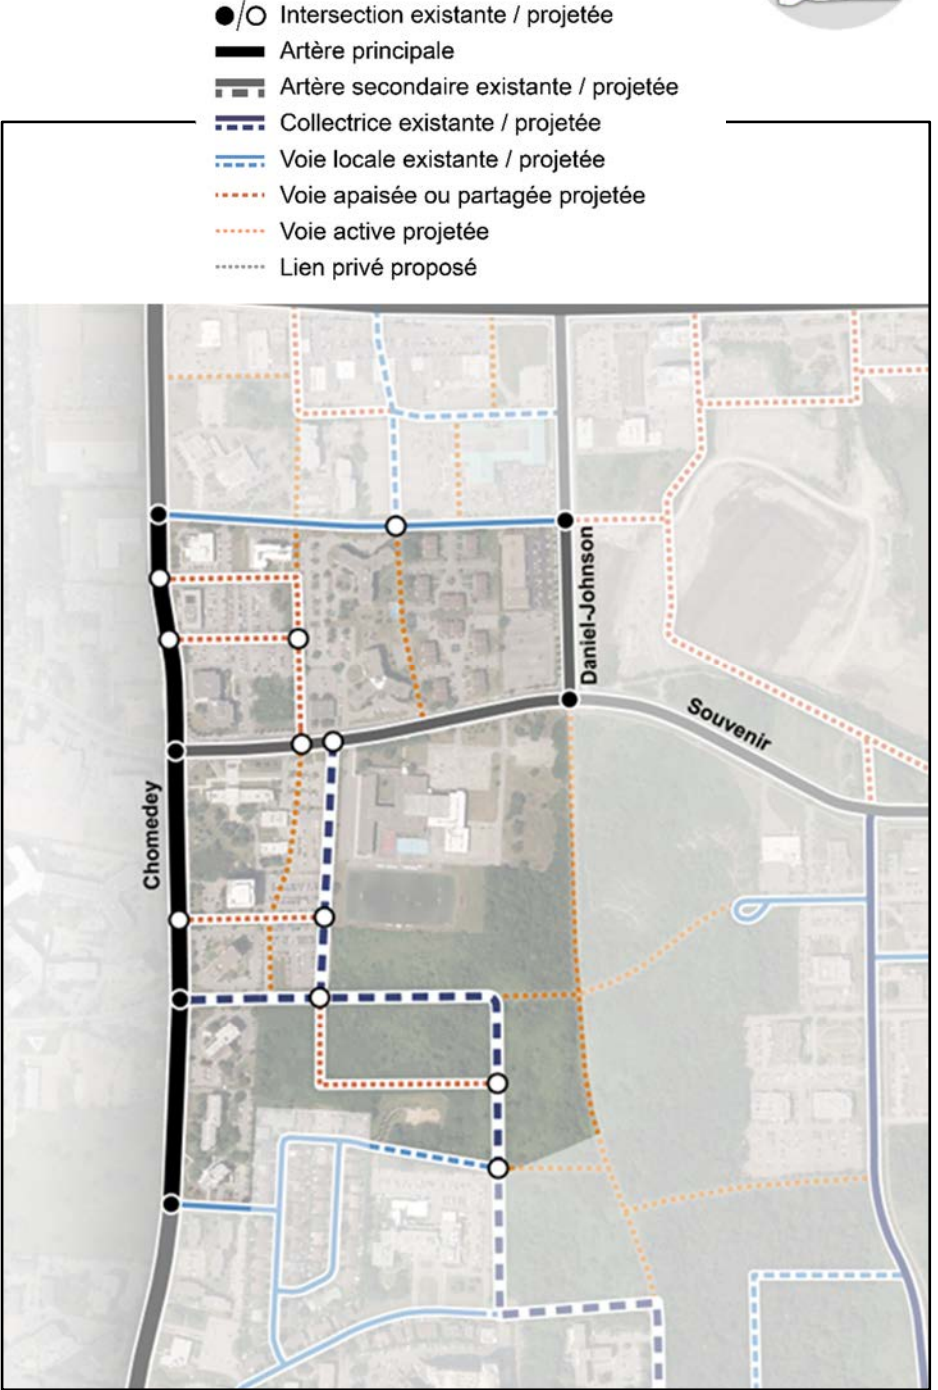 Intersection existante / projetée
Artère principale
Artère secondaire existante / projetée
Collectrice existante / projetée
Voie locale existante / projetée
Voie apaisée ou partagée projetée
Voie active projetée
Lien privé proposé
Daniel-Johnson
Souvenir
Chomedey